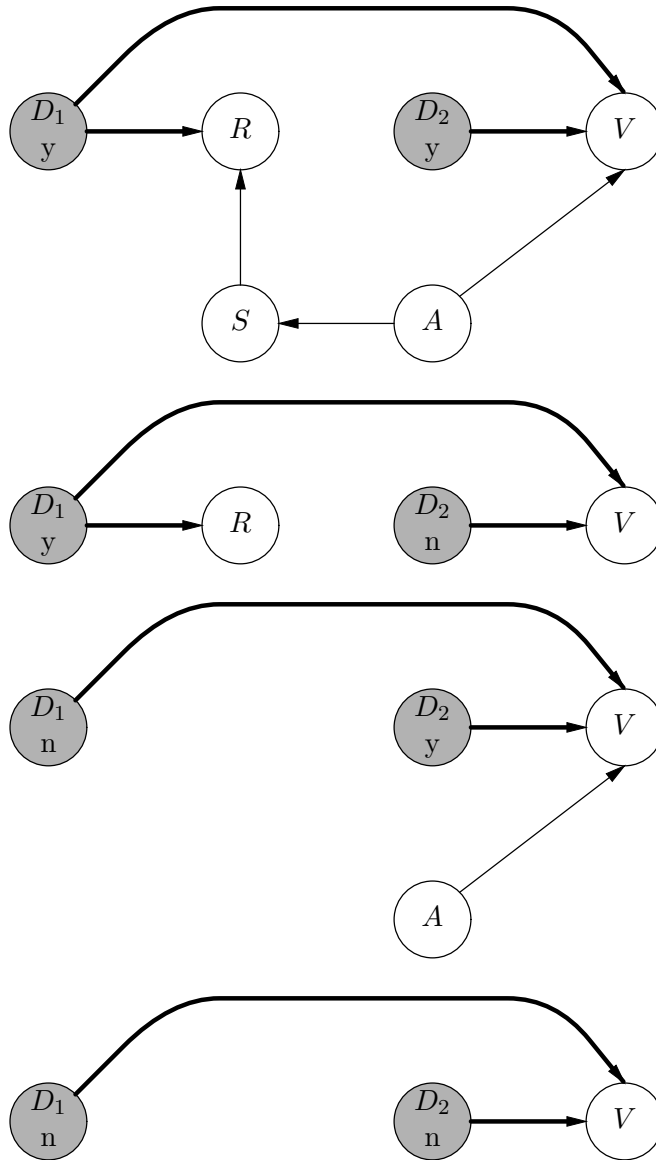 D₁ R D₂ V
y y
S A
D₁ R D₂ V
y n
D₁ D₂ V
n y
A
D₁ D₂ V
n n